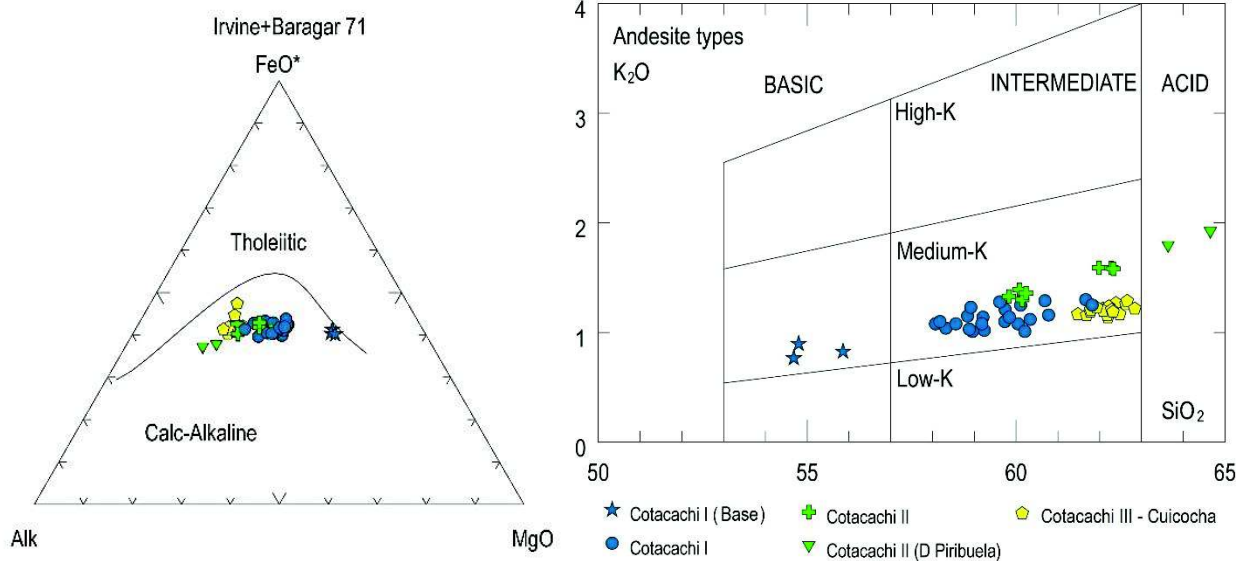 Irvine+Baragar 71
FeO*
Tholeiitic
Calc-Alkaline
Alk
MgO
4
3
2
1
0
Andesite types
K₂O
BASIC
INTERMEDIATE
ACID
High-K
Medium-K
Low-K
SiO₂
50
55
60
65
Cotacachi I (Base)
Cotacachi II
Cotacachi III - Cuicocha
Cotacachi I
Cotacachi II (D Piribuela)